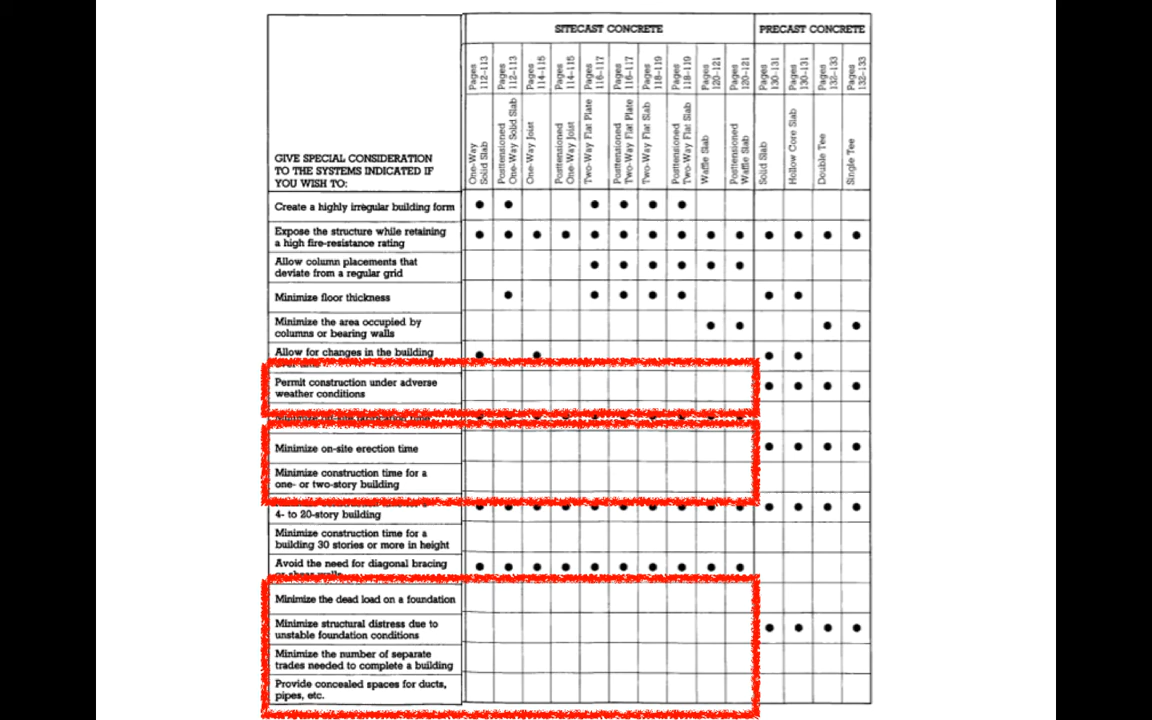 SITECAST CONCRETE
PRECAST CONCRETE
Pages 112–113
Pages 112–113
Pages 114–115
Pages 114–115
Pages 116–117
Pages 116–117
Pages 118–119
Pages 118–119
Pages 120–121
Pages 120–121
Pages 130–131
Pages 130–131
Pages 132–133
Pages 132–133
One-Way Solid Slab
Posttensioned One-Way Solid Slab
One-Way Joist
Posttensioned One-Way Joist
Two-Way Flat Plate
Posttensioned Two-Way Flat Plate
Two-Way Flat Slab
Posttensioned Two-Way Flat Slab
Waffle Slab
Posttensioned Waffle Slab
Solid Slab
Hollow Core Slab
Double Tee
Single Tee
GIVE SPECIAL CONSIDERATION
TO THE SYSTEMS INDICATED IF
YOU WISH TO:
Create a highly irregular building form
Expose the structure while retaining
a high fire-resistance rating
Allow column placements that
deviate from a regular grid
Minimize floor thickness
Minimize the area occupied by
columns or bearing walls
Allow for changes in the building
Permit construction under adverse
weather conditions
Minimize on-site erection time
Minimize construction time for a
one- or two-story building
4- to 20-story building
Minimize construction time for a
building 30 stories or more in height
Avoid the need for diagonal bracing
Minimize the dead load on a foundation
Minimize structural distress due to
unstable foundation conditions
Minimize the number of separate
trades needed to complete a building
Provide concealed spaces for ducts,
pipes, etc.